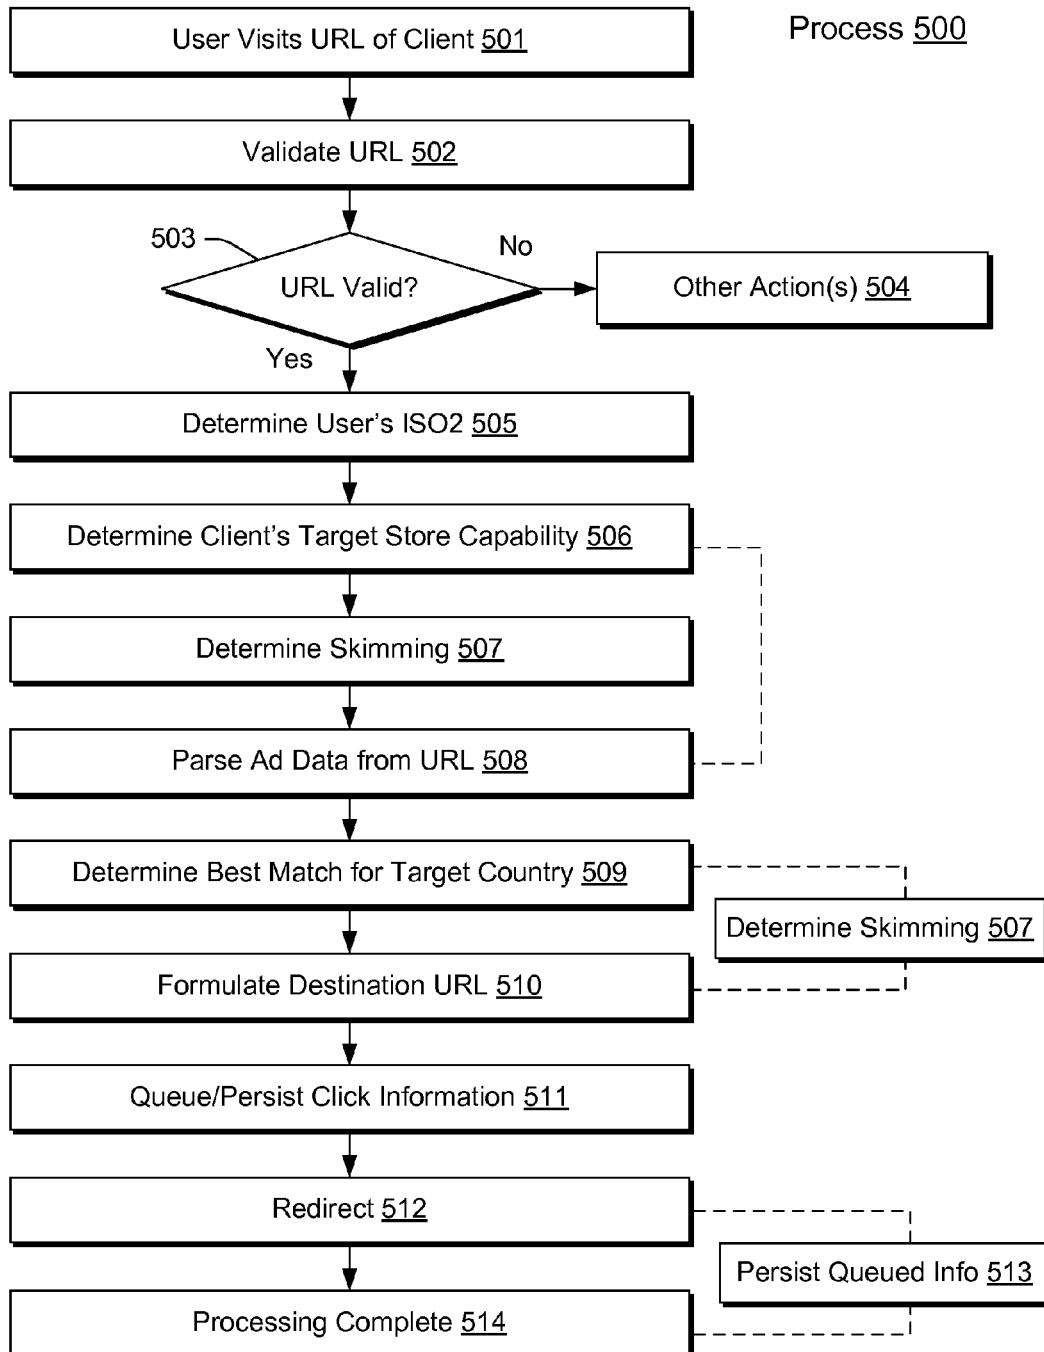 Process 500
User Visits URL of Client 501
Validate URL 502
503
URL Valid?
No
Other Action(s) 504
Yes
Determine User's ISO2 505
Determine Client's Target Store Capability 506
Determine Skimming 507
Parse Ad Data from URL 508
Determine Best Match for Target Country 509
Determine Skimming 507
Formulate Destination URL 510
Queue/Persist Click Information 511
Redirect 512
Persist Queued Info 513
Processing Complete 514